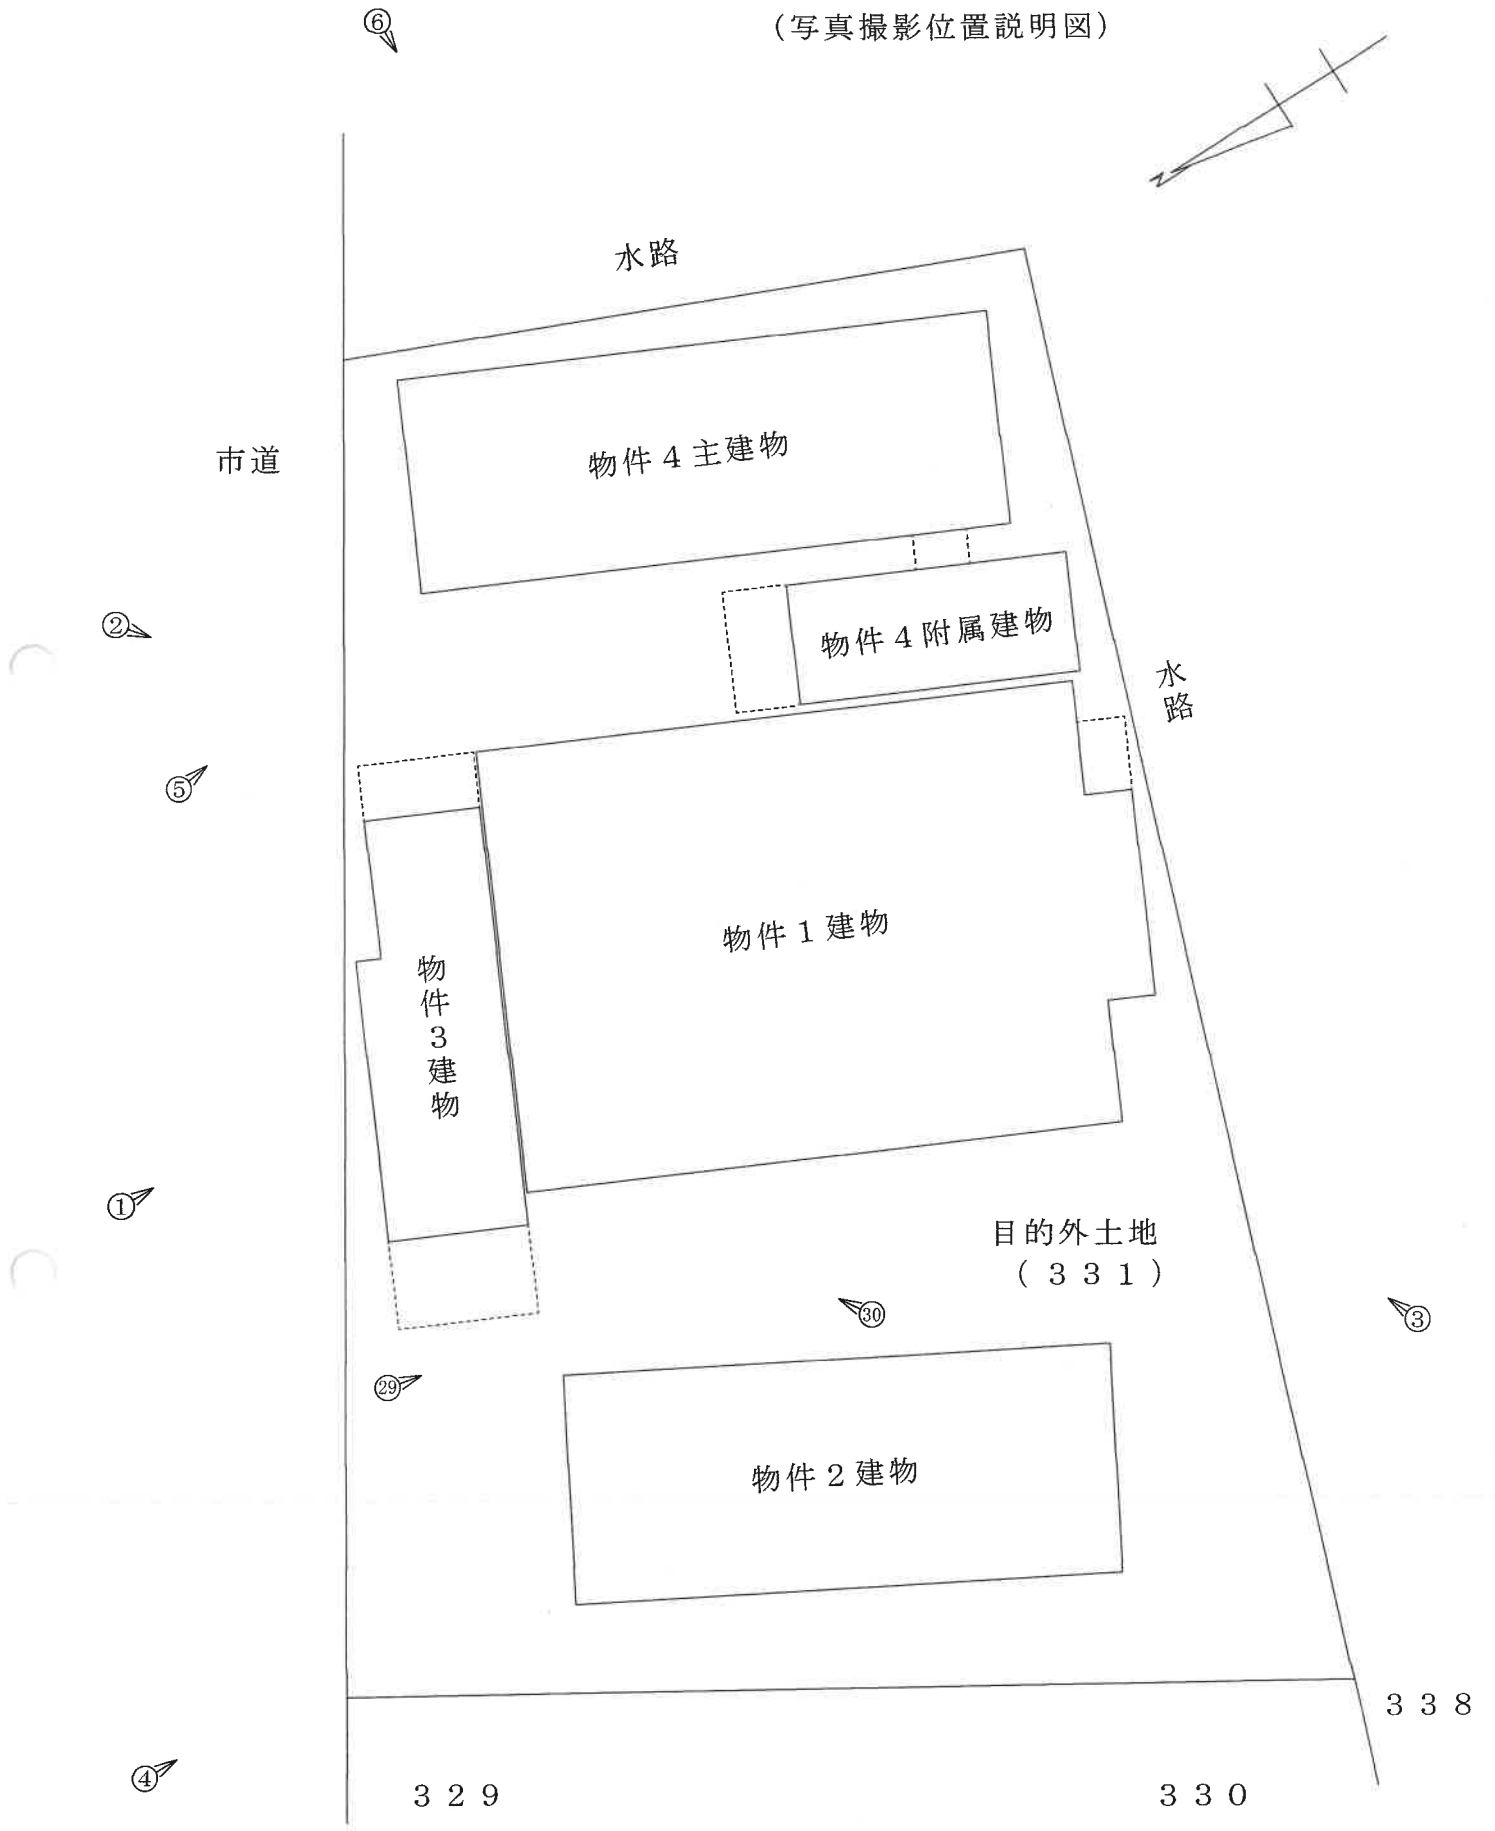 ⑥
(写真撮影位置説明図)
N
水路
市道
物件4主建物
②
物件4附属建物
水路
⑤
物件1建物
物件3建物
①
目的外土地
(331)
㉚
③
㉙
物件2建物
338
④
329
330